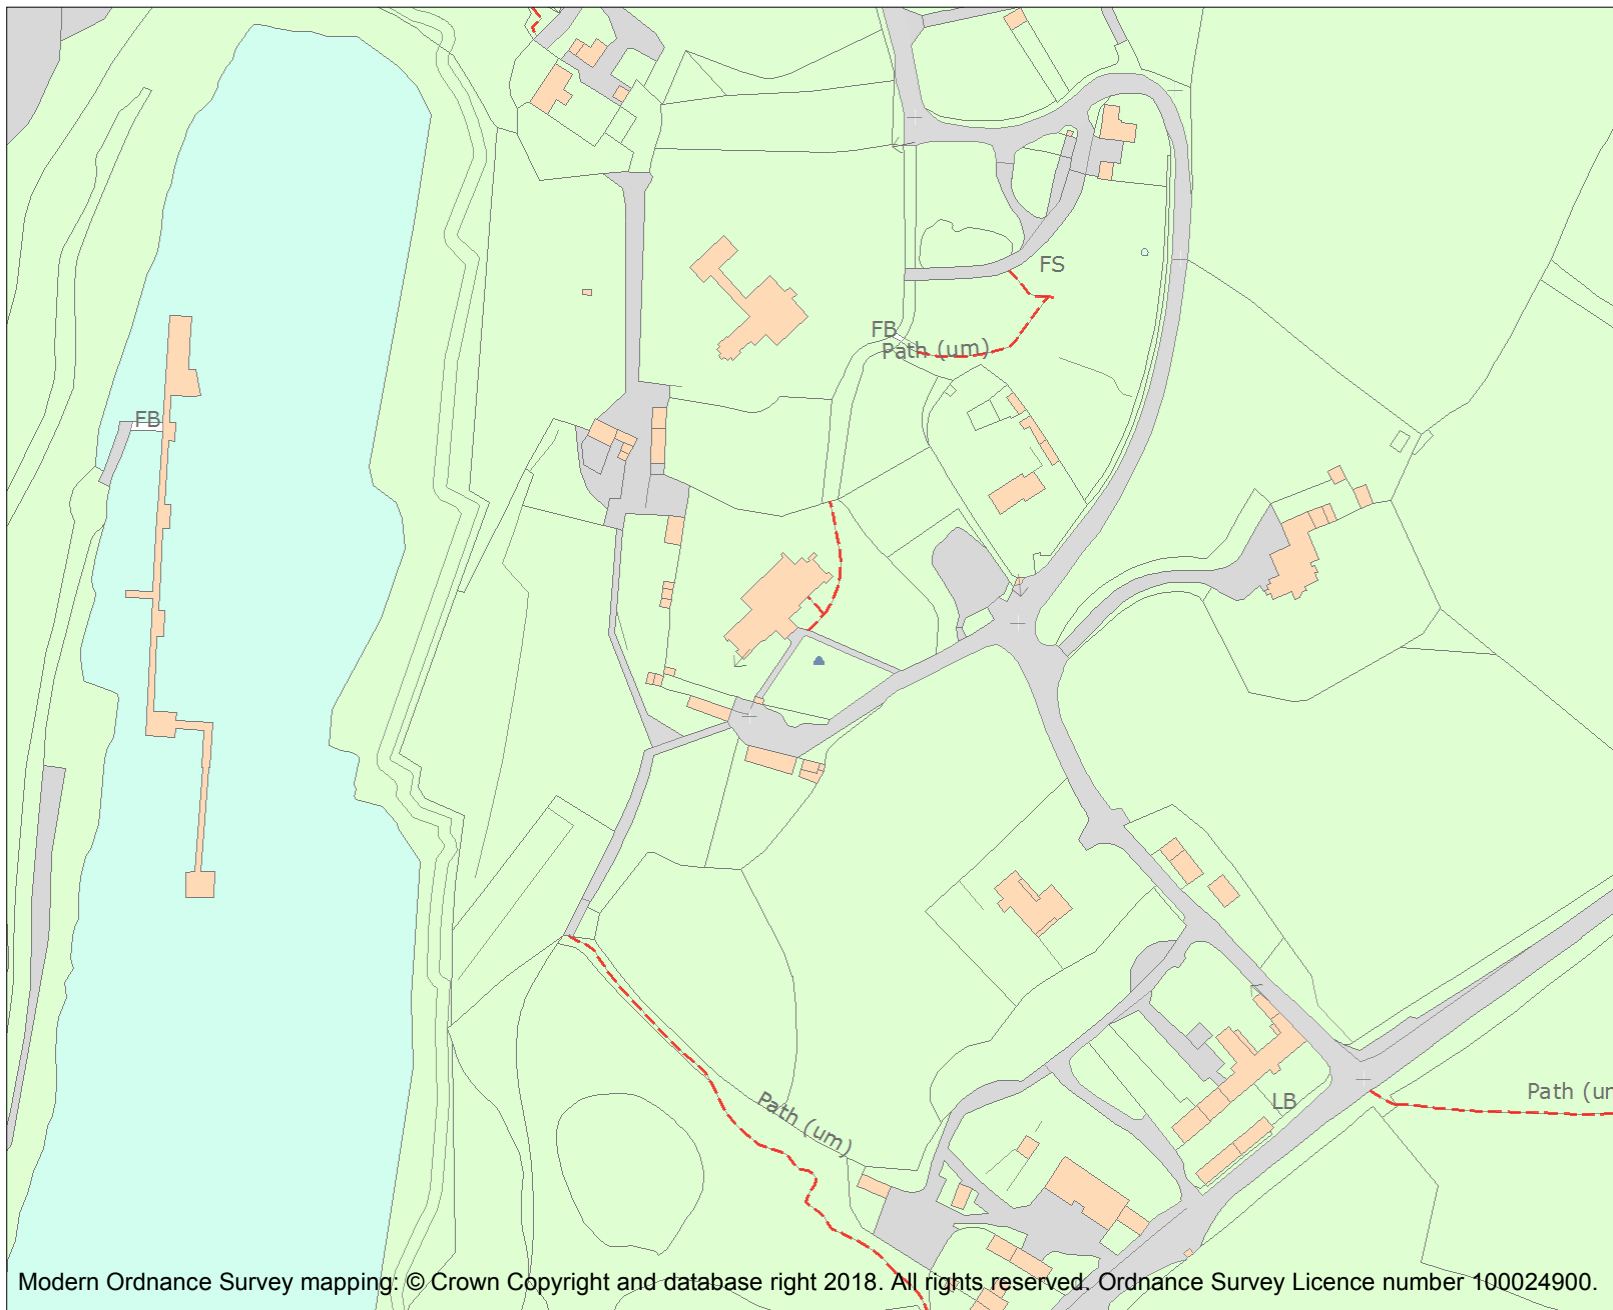 FS
FB
Path (um)
FB
Path (um)
LB
Path (ur
Modern Ordnance Survey mapping: © Crown Copyright and database right 2018. All rights reserved. Ordnance Survey Licence number 100024900.